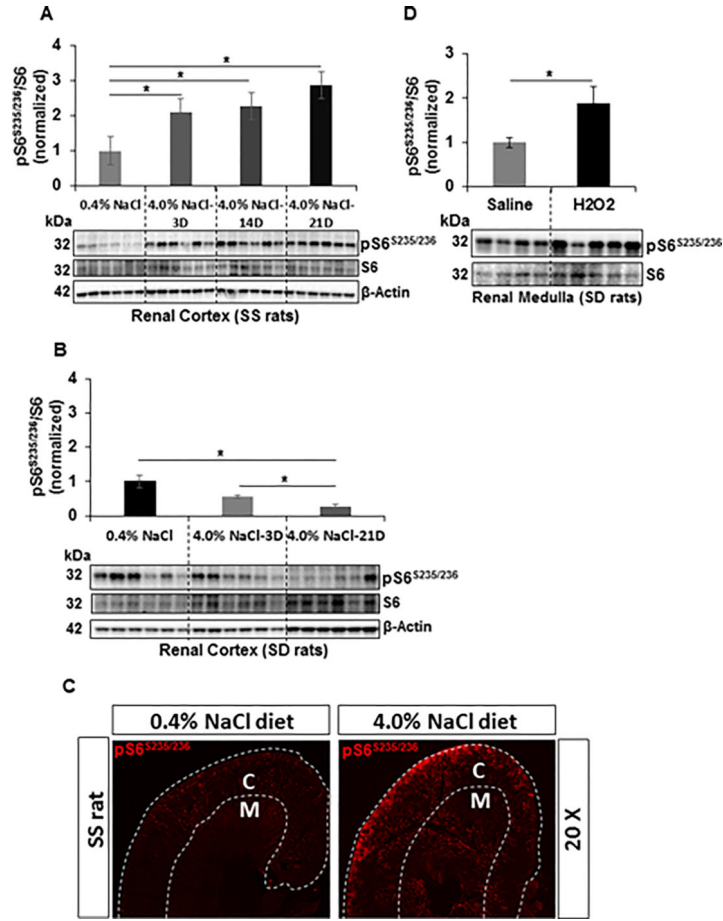 A
pS6S235/236/S6
(normalized)
4
3
2
1
0
*
*
*
0.4% NaCl
4.0% NaCl-
3D
4.0% NaCl-
14D
4.0% NaCl-
21D
kDa
32
pS6S235/236
32
S6
42
β-Actin
Renal Cortex (SS rats)
D
pS6S235/236/S6
(normalized)
3
2
1
0
*
Saline
H2O2
kDa
32
pS6S235/236
32
S6
Renal Medulla (SD rats)
B
pS6S235/236/S6
(normalized)
4
3
2
1
0
*
*
0.4% NaCl
4.0% NaCl-3D
4.0% NaCl-21D
kDa
32
pS6S235/236
32
S6
42
β-Actin
Renal Cortex (SD rats)
C
0.4% NaCl diet
4.0% NaCl diet
SS rat
pS6S235/236
C
M
pS6S235/236
C
M
20 X